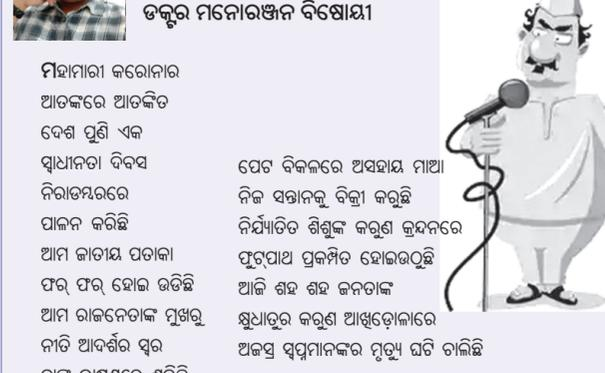 ଡକ୍ଟର ମନୋରଞ୍ଜନ ବିଷୋୟୀ
ମହାମାରୀ କରୋନାର
ଆତଙ୍କରେ ଆତଙ୍କିତ
ଦେଶ ପୁଣି ଏକ
ସ୍ୱାଧୀନତା ଦିବସ
ନିରାଡମ୍ବରରେ
ପାଳନ କରିଛି
ଆମ ଜାତୀୟ ପତାକା
ଫର୍ ଫର୍ ହୋଇ ଉଡିଛି
ଆମ ରାଜନେତାଙ୍କ ମୁଖରୁ
ନୀତି ଆଦର୍ଶର ସ୍ୱର
ପେଟ ବିକଳରେ ଅସହାୟ ମାଆ
ନିଜ ସନ୍ତାନକୁ ବିକ୍ରୀ କରୁଛି
ନିର୍ଯ୍ୟାତିତ ଶିଶୁଙ୍କ କରୁଣ କ୍ରନ୍ଦନରେ
ଫୁଟ୍‌ପାଥ ପ୍ରକମ୍ପିତ ହୋଇଉଠୁଛି
ଆଜି ଶହ ଶହ ଜନତାଙ୍କ
କ୍ଷୁଧାତୁର କରୁଣ ଆଖିଡ଼ୋଳାରେ
ଅଜସ୍ର ସ୍ୱପ୍ନମାନଙ୍କର ମୃତ୍ୟୁ ଘଟି ଚାଲିଛି